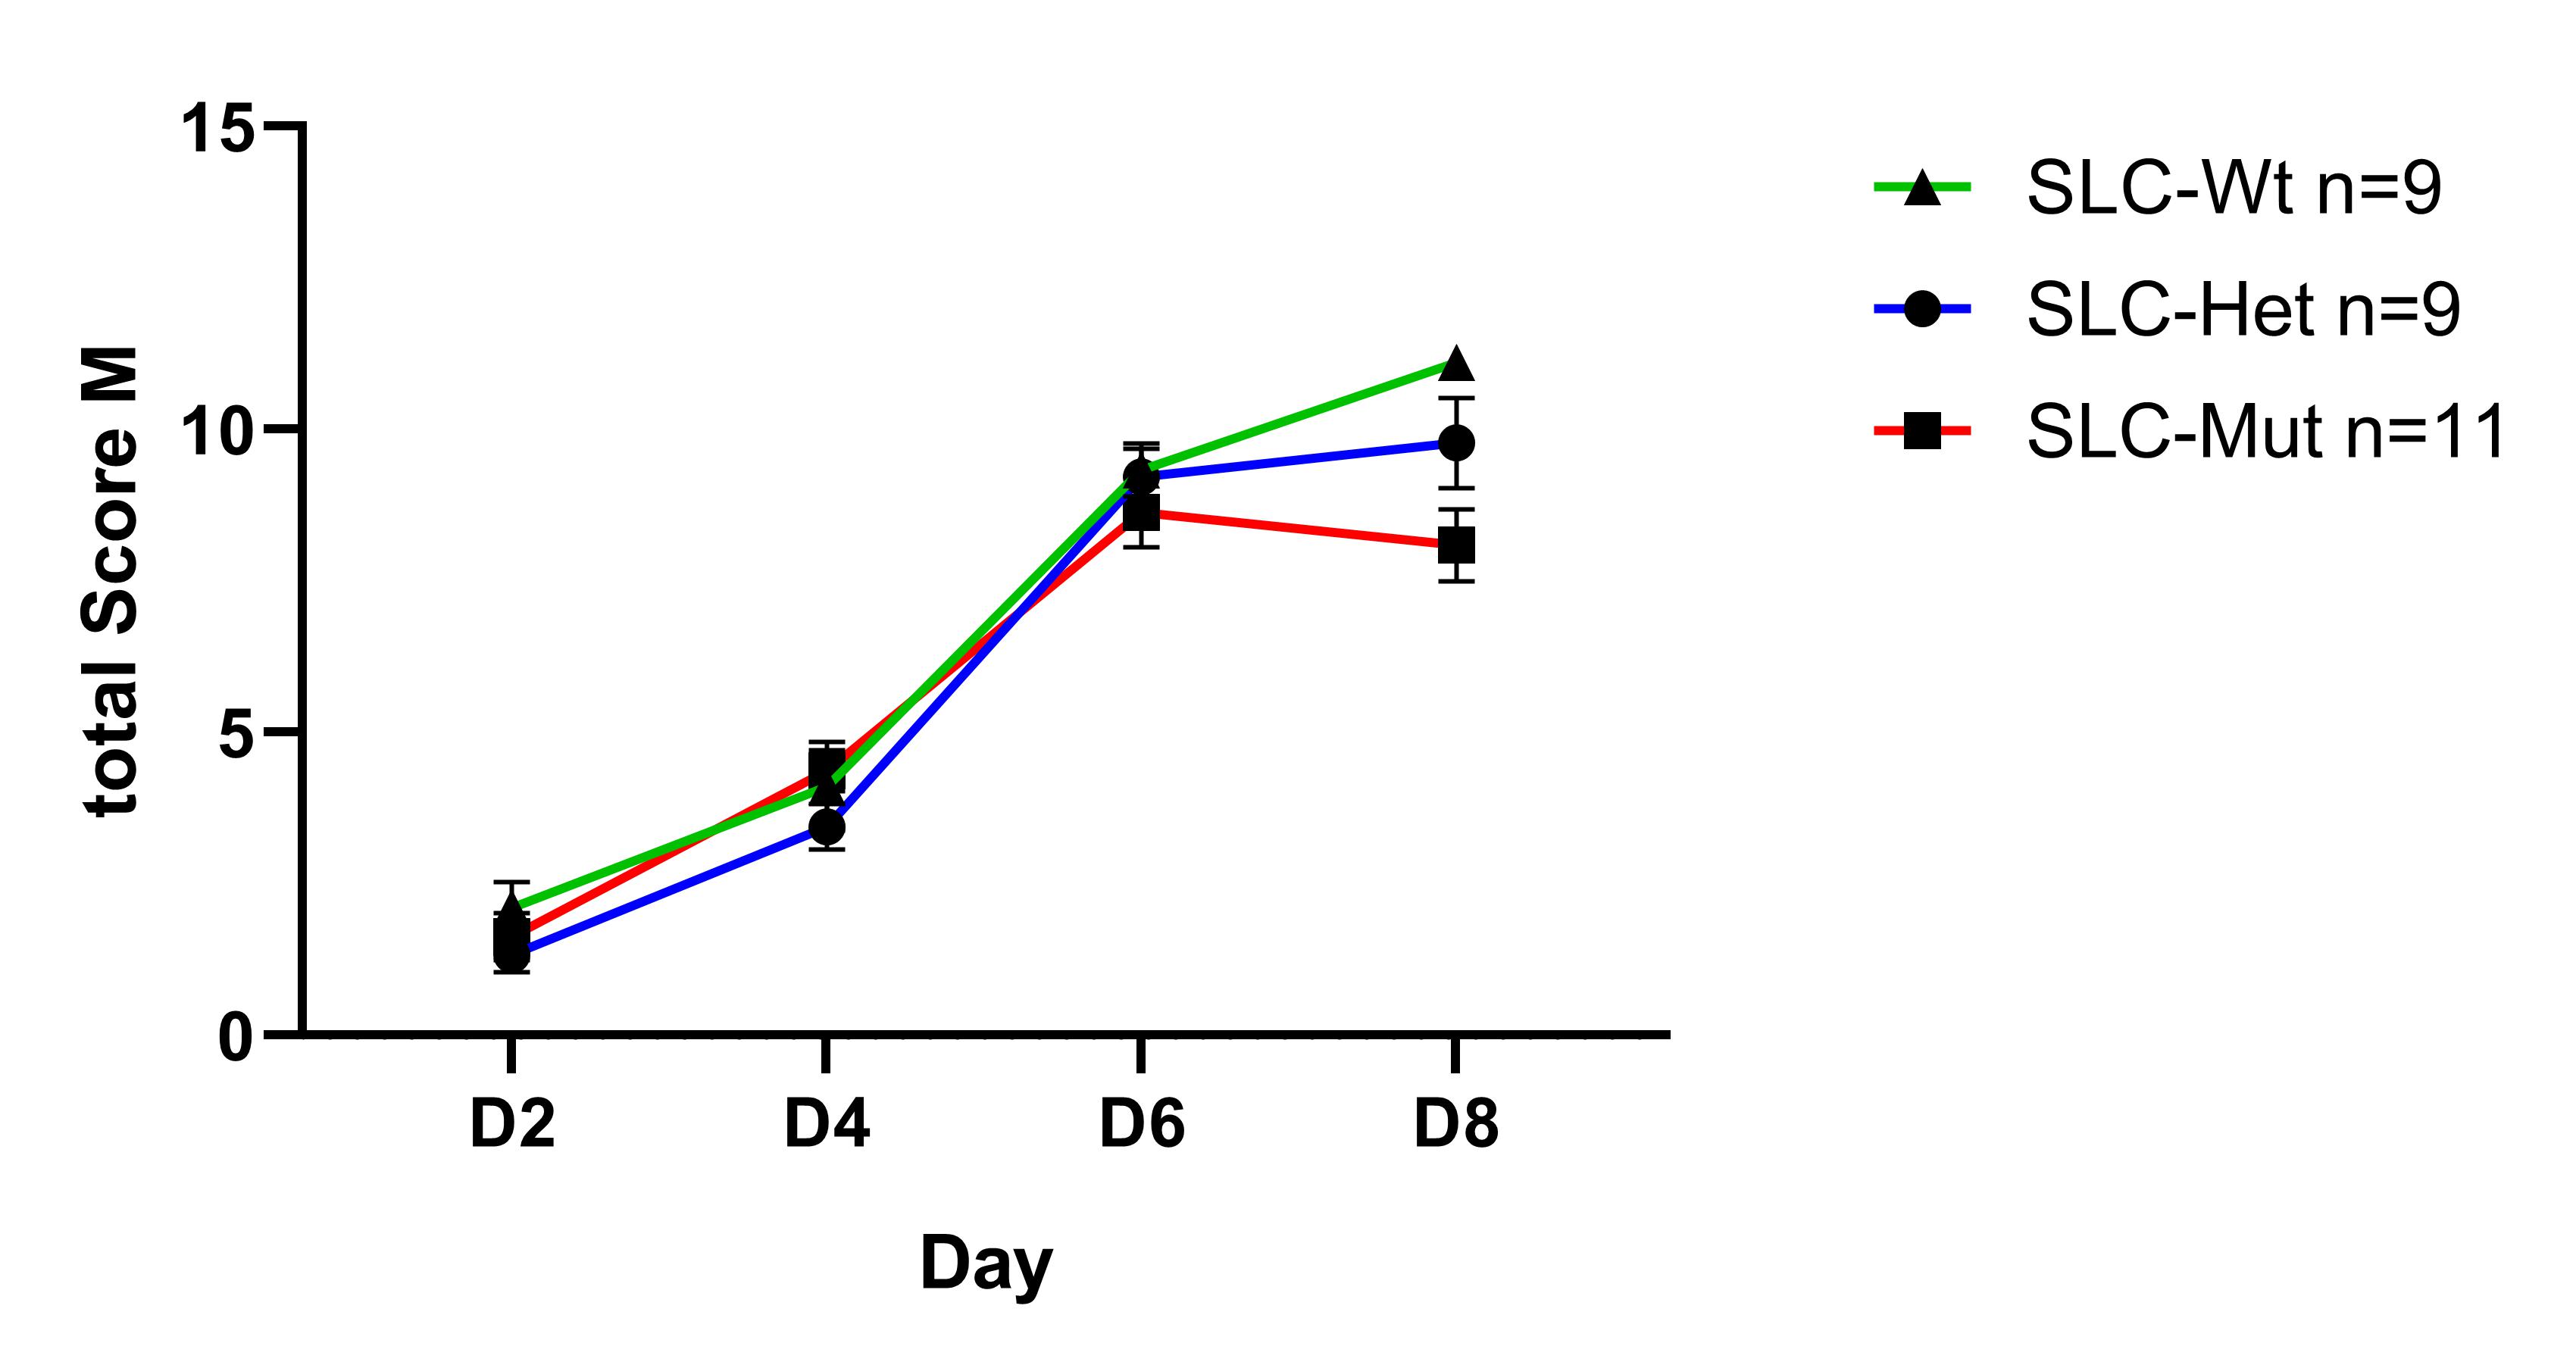 15
10
5
0
total Score M
D2 D4 D6 D8
Day
SLC-Wt n=9
SLC-Het n=9
SLC-Mut n=11